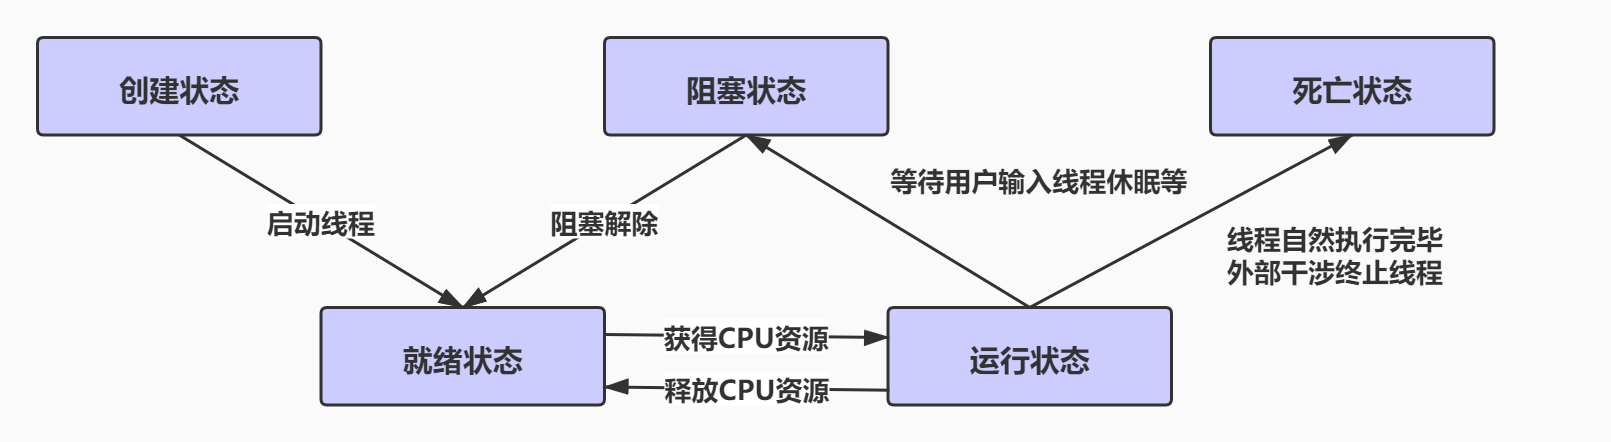 创建状态
阻塞状态
死亡状态
等待用户输入线程休眠等
启动线程
阻塞解除
线程自然执行完毕
外部干涉终止线程
就绪状态
获得CPU资源
释放CPU资源
运行状态